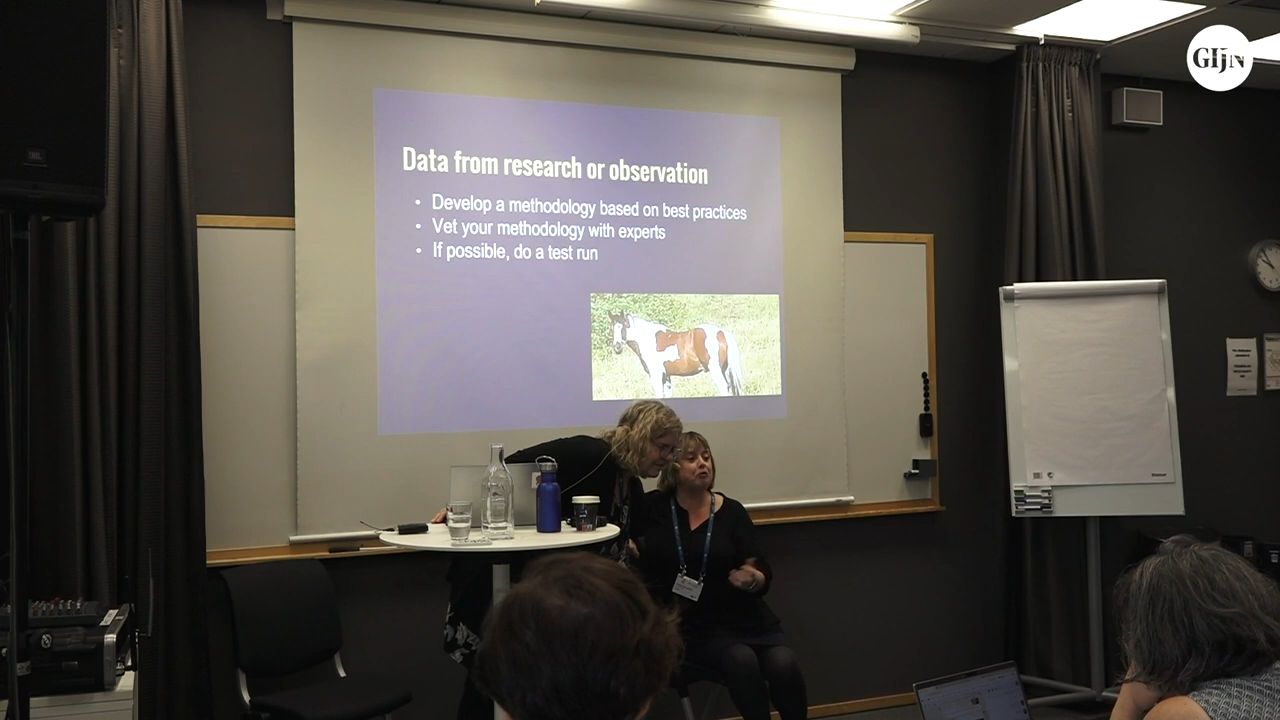 GIJN
JBL
Data from research or observation
• Develop a methodology based on best practices
• Vet your methodology with experts
• If possible, do a test run